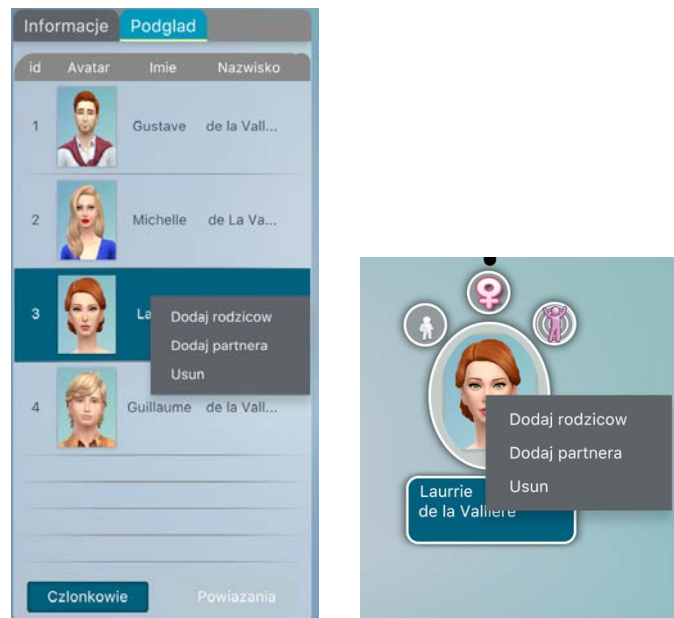 Informacje Podglad
id Avatar Imie Nazwisko
1 Gustave de la Vall...
2 Michelle de La Va...
3 La
Dodaj rodzicow
Dodaj partnera
Usun
4 Guillaume de la Vall...
Czlonkowie Powiazania
Dodaj rodzicow
Dodaj partnera
Usun
Laurrie
de la Valliere